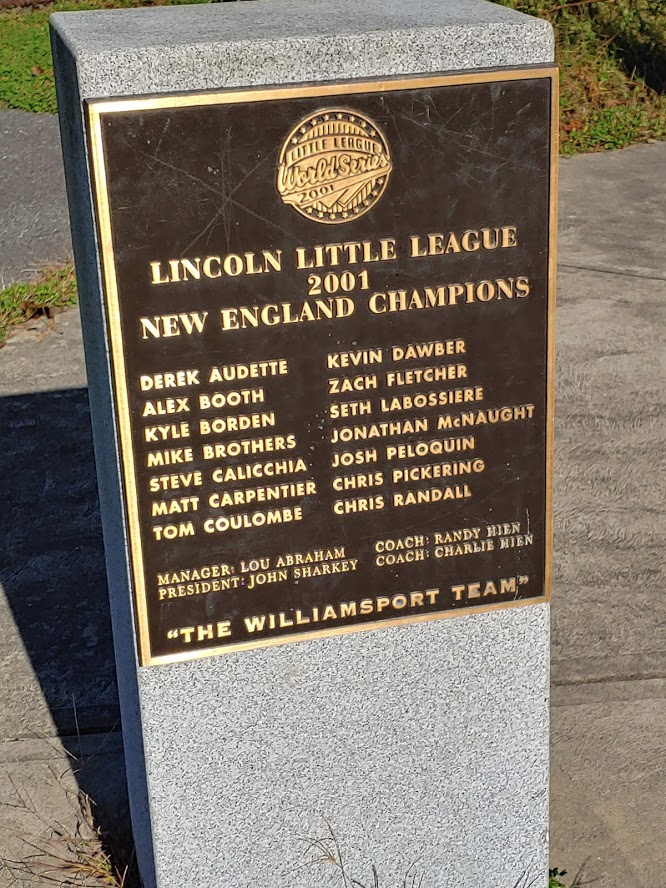 LITTLE LEAGUE
World Series
2001
LINCOLN LITTLE LEAGUE
2001
NEW ENGLAND CHAMPIONS
DEREK AUDETTE
ALEX BOOTH
KYLE BORDEN
MIKE BROTHERS
STEVE CALICCHIA
MATT CARPENTIER
TOM COULOMBE
KEVIN DAWBER
ZACH FLETCHER
SETH LABOSSIERE
JONATHAN McNAUGHT
JOSH PELOQUIN
CHRIS PICKERING
CHRIS RANDALL
MANAGER: LOU ABRAHAM
PRESIDENT: JOHN SHARKEY
COACH: RANDY HIEN
COACH: CHARLIE HIEN
"THE WILLIAMSPORT TEAM"